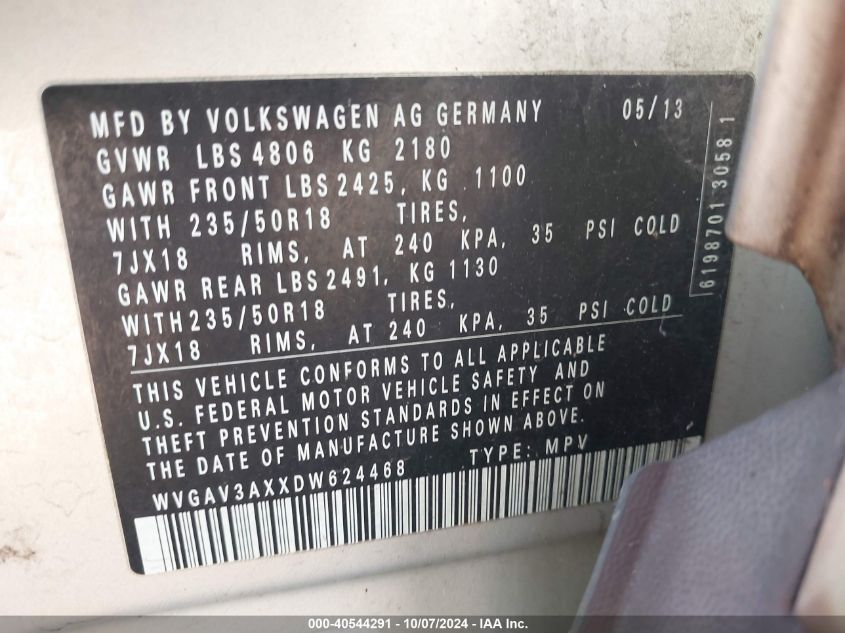 MFD BY VOLKSWAGEN AG GERMANY 05/13
GVWR LBS 4806 KG 2180
GAWR FRONT LBS 2425, KG 1100
WITH 235/50R18 TIRES,
7JX18 RIMS, AT 240 KPA, 35 PSI COLD
GAWR REAR LBS 2491, KG 1130
WITH 235/50R18 TIRES,
7JX18 RIMS, AT 240 KPA, 35 PSI COLD
THIS VEHICLE CONFORMS TO ALL APPLICABLE
U.S. FEDERAL MOTOR VEHICLE SAFETY AND
THEFT PREVENTION STANDARDS IN EFFECT ON
THE DATE OF MANUFACTURE SHOWN ABOVE.
WVGAV3AXXDW624468 TYPE: MPV
6198701 3058 1
000-40544291 - 10/07/2024 - IAA Inc.